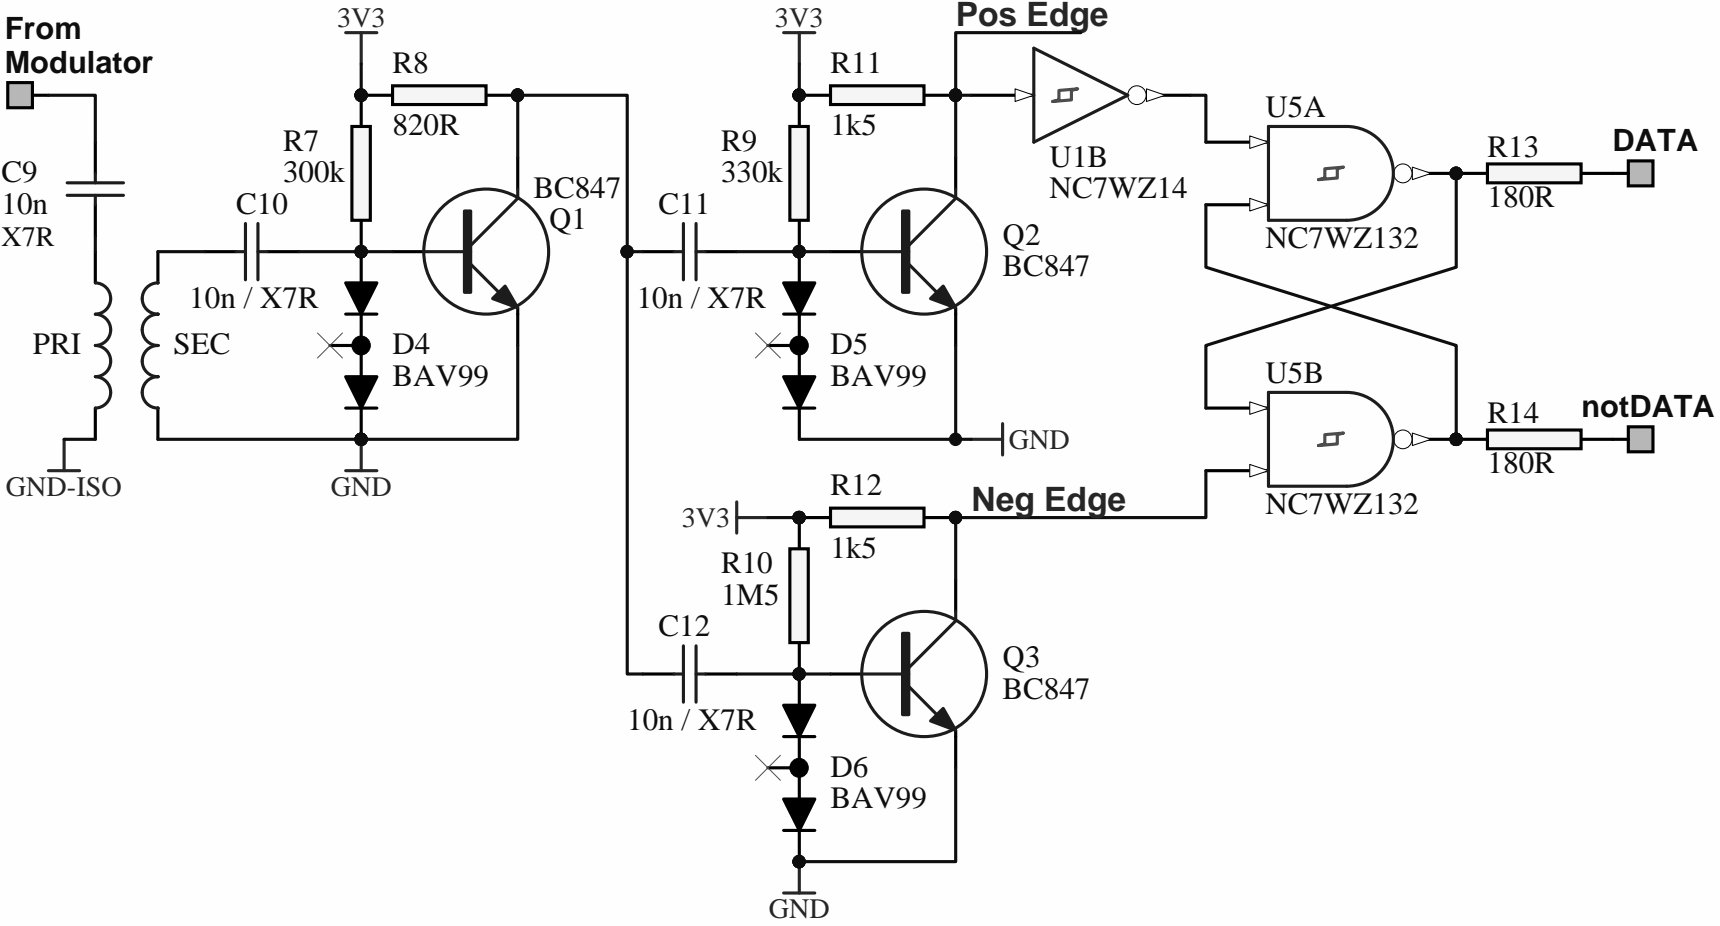 From
Modulator
C9
10n
X7R
PRI
GND-ISO
SEC
C10
10n / X7R
3V3
R8
820R
R7
300k
BC847
Q1
D4
BAV99
GND
3V3
R11
1k5
R9
330k
C11
10n / X7R
Pos Edge
Q2
BC847
D5
BAV99
GND
U1B
NC7WZ14
3V3
R12
1k5
R10
1M5
C12
10n / X7R
Neg Edge
Q3
BC847
D6
BAV99
GND
U5A
NC7WZ132
R13
180R
DATA
U5B
NC7WZ132
R14
180R
notDATA